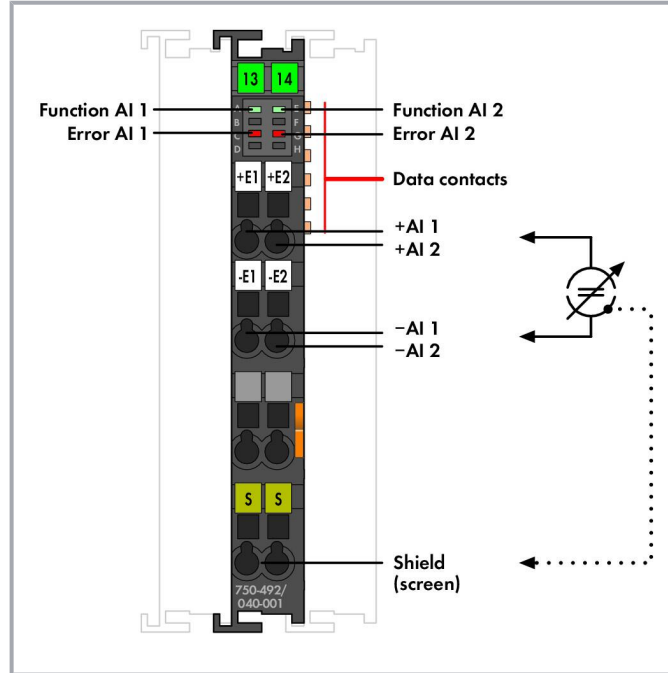 13 14
Function AI 1
Function AI 2
A E
B F
Error AI 1
Error AI 2
C G
D H
+E1 +E2
Data contacts
+AI 1
+AI 2
-E1 -E2
−AI 1
−AI 2
S S
Shield
(screen)
750-492/
040-001